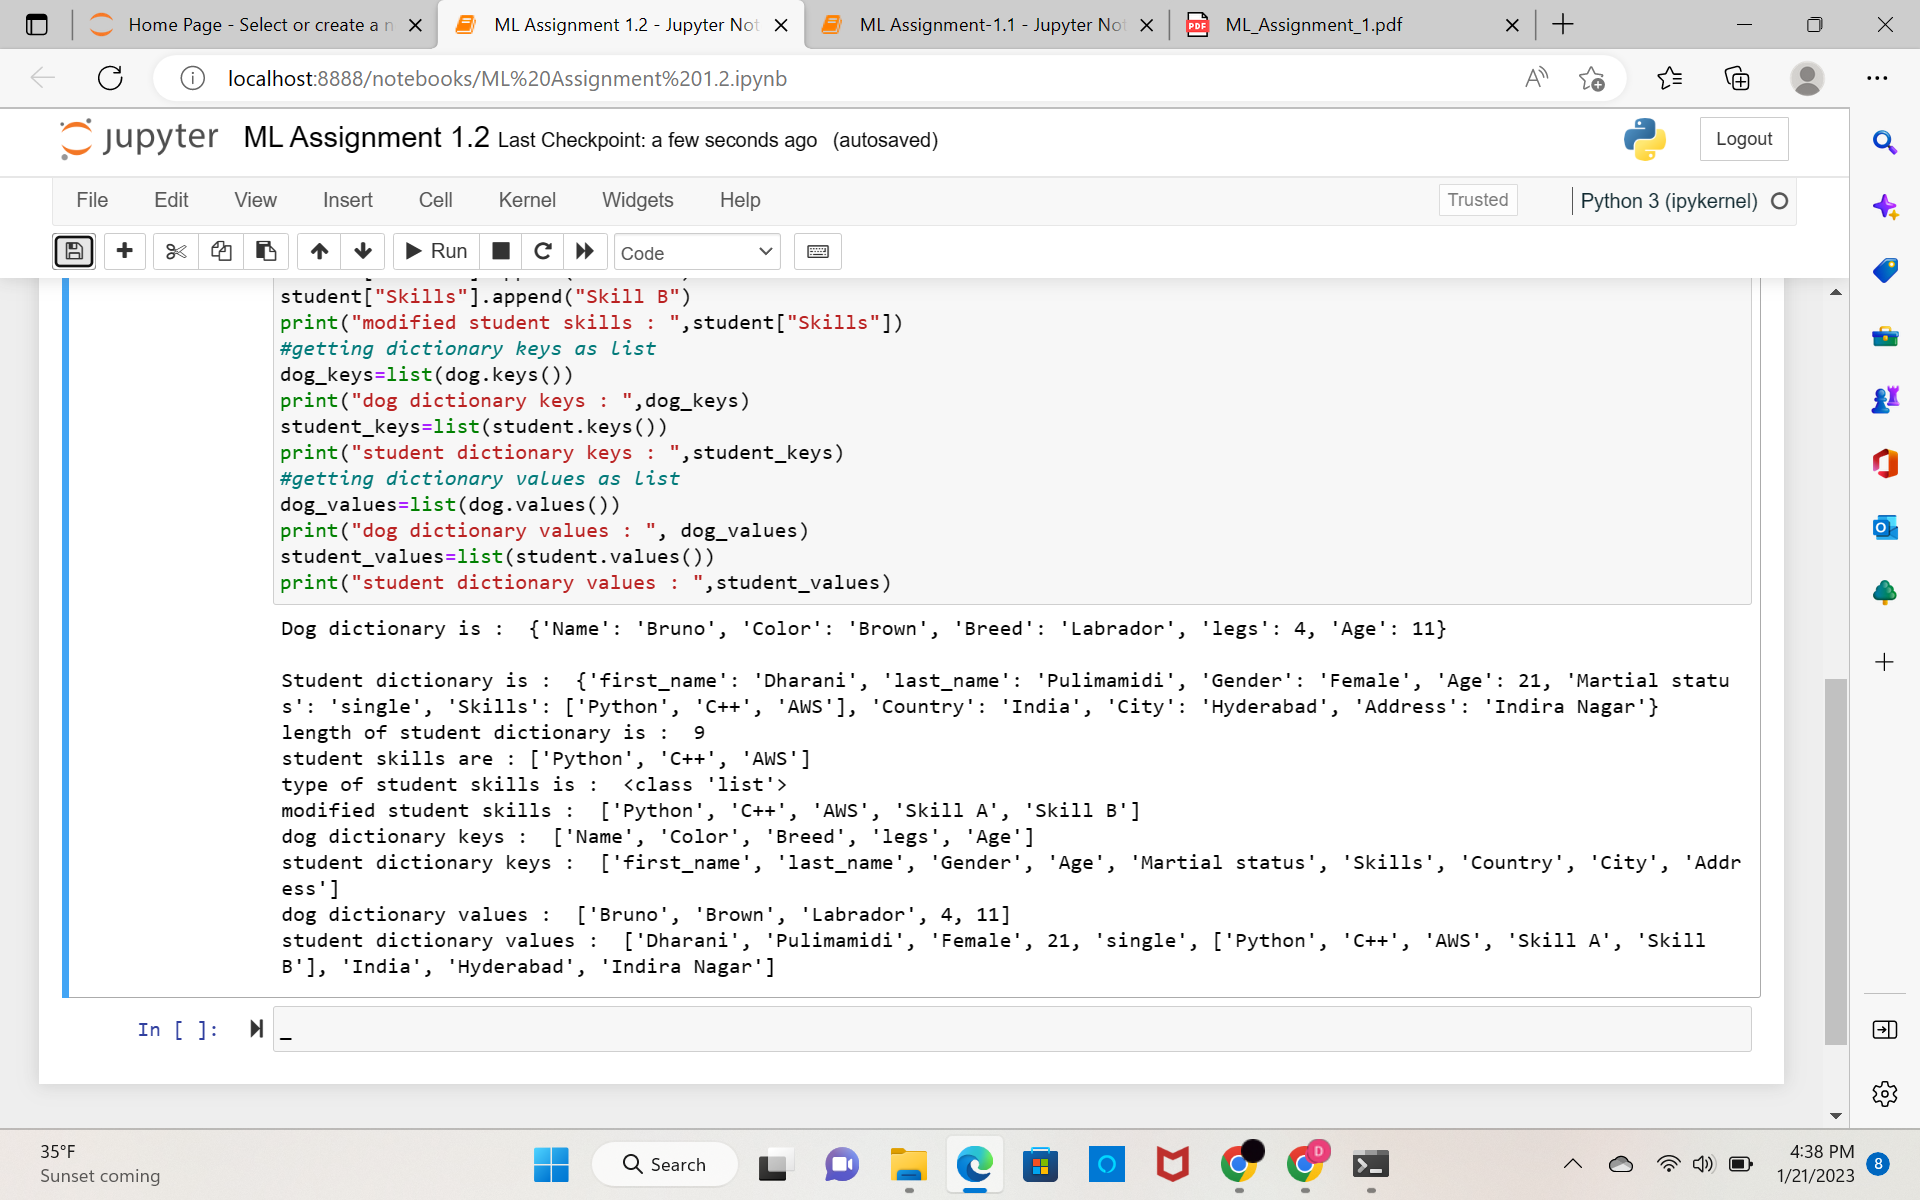 Home Page - Select or create a n
ML Assignment 1.2 - Jupyter Not
ML Assignment-1.1 - Jupyter Not
PDF
ML_Assignment_1.pdf
localhost:8888/notebooks/ML%20Assignment%201.2.ipynb
jupyter ML Assignment 1.2 Last Checkpoint: a few seconds ago (autosaved)
Logout
File Edit View Insert Cell Kernel Widgets Help
Trusted
Python 3 (ipykernel)
Run
Code
student["Skills"].append("Skill B")
print("modified student skills : ",student["Skills"])
#getting dictionary keys as list
dog_keys=list(dog.keys())
print("dog dictionary keys : ",dog_keys)
student_keys=list(student.keys())
print("student dictionary keys : ",student_keys)
#getting dictionary values as list
dog_values=list(dog.values())
print("dog dictionary values : ", dog_values)
student_values=list(student.values())
print("student dictionary values : ",student_values)
Dog dictionary is :  {'Name': 'Bruno', 'Color': 'Brown', 'Breed': 'Labrador', 'legs': 4, 'Age': 11}
Student dictionary is :  {'first_name': 'Dharani', 'last_name': 'Pulimamidi', 'Gender': 'Female', 'Age': 21, 'Martial statu
s': 'single', 'Skills': ['Python', 'C++', 'AWS'], 'Country': 'India', 'City': 'Hyderabad', 'Address': 'Indira Nagar'}
length of student dictionary is :  9
student skills are : ['Python', 'C++', 'AWS']
type of student skills is :  <class 'list'>
modified student skills :  ['Python', 'C++', 'AWS', 'Skill A', 'Skill B']
dog dictionary keys :  ['Name', 'Color', 'Breed', 'legs', 'Age']
student dictionary keys :  ['first_name', 'last_name', 'Gender', 'Age', 'Martial status', 'Skills', 'Country', 'City', 'Addr
ess']
dog dictionary values :  ['Bruno', 'Brown', 'Labrador', 4, 11]
student dictionary values :  ['Dharani', 'Pulimamidi', 'Female', 21, 'single', ['Python', 'C++', 'AWS', 'Skill A', 'Skill
B'], 'India', 'Hyderabad', 'Indira Nagar']
In [ ]:
_
35°F
Sunset coming
Search
D
4:38 PM
1/21/2023
8